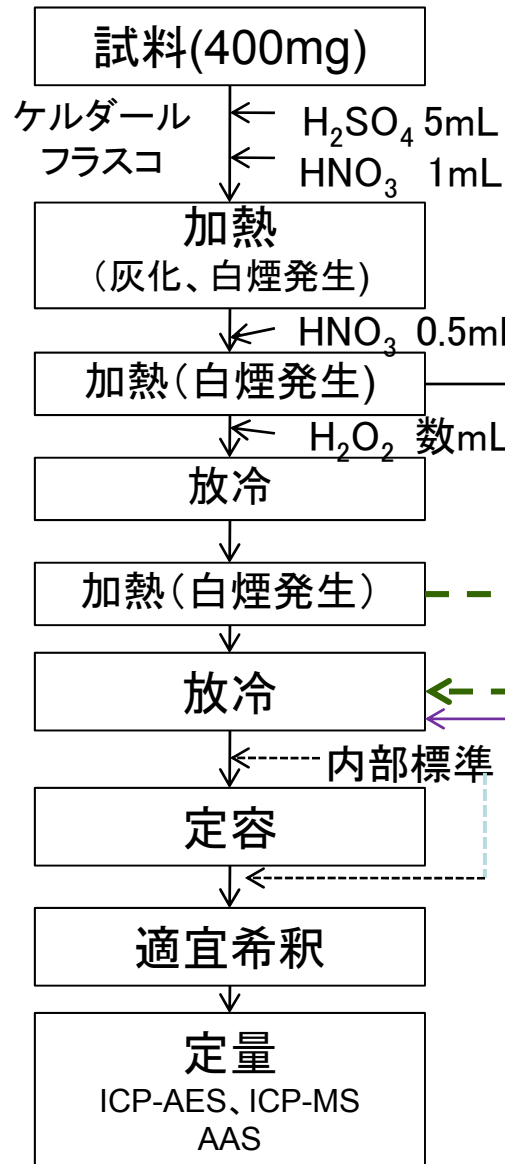 試料(400mg)
ケルダール
フラスコ
H₂SO₄ 5mL
HNO₃ 1mL
加熱
(灰化、白煙発生)
HNO₃ 0.5mL
加熱(白煙発生)
H₂O₂ 数mL
放冷
加熱(白煙発生)
放冷
内部標準
定容
適宜希釈
定量
ICP-AES、ICP-MS
AAS